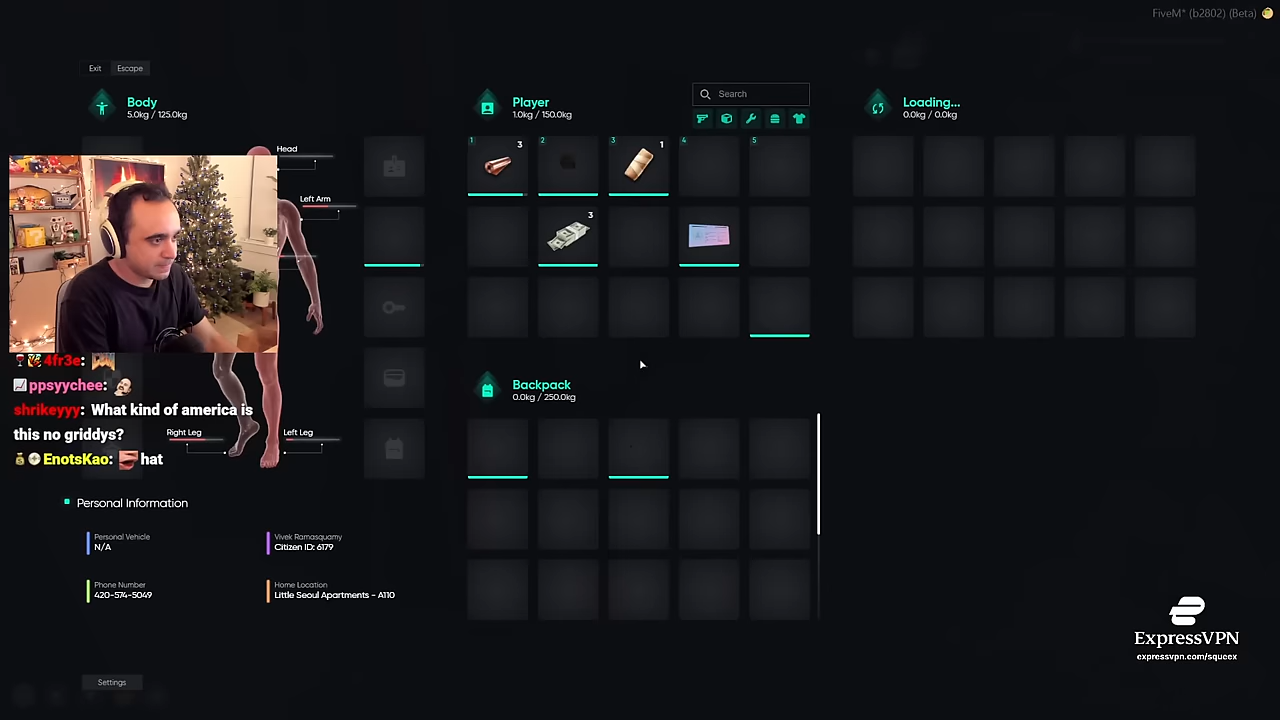 FiveM* (b2802) (Beta)
Exit Escape
Body
5.0kg / 125.0kg
Player
1.0kg / 150.0kg
Search
Loading...
0.0kg / 0.0kg
1 3 2 3 1 4 5
Head
Left Arm
3
4fr3e:
ppsyychee:
shrikeyyy: What kind of america is
this no griddys?
EnotsKao: hat
Right Leg
Left Leg
Backpack
0.0kg / 250.0kg
Personal Information
Personal Vehicle
N/A
Vivek Ramasquamy
Citizen ID: 6179
Phone Number
420-574-5049
Home Location
Little Seoul Apartments - A110
ExpressVPN
expressvpn.com/squeex
Settings